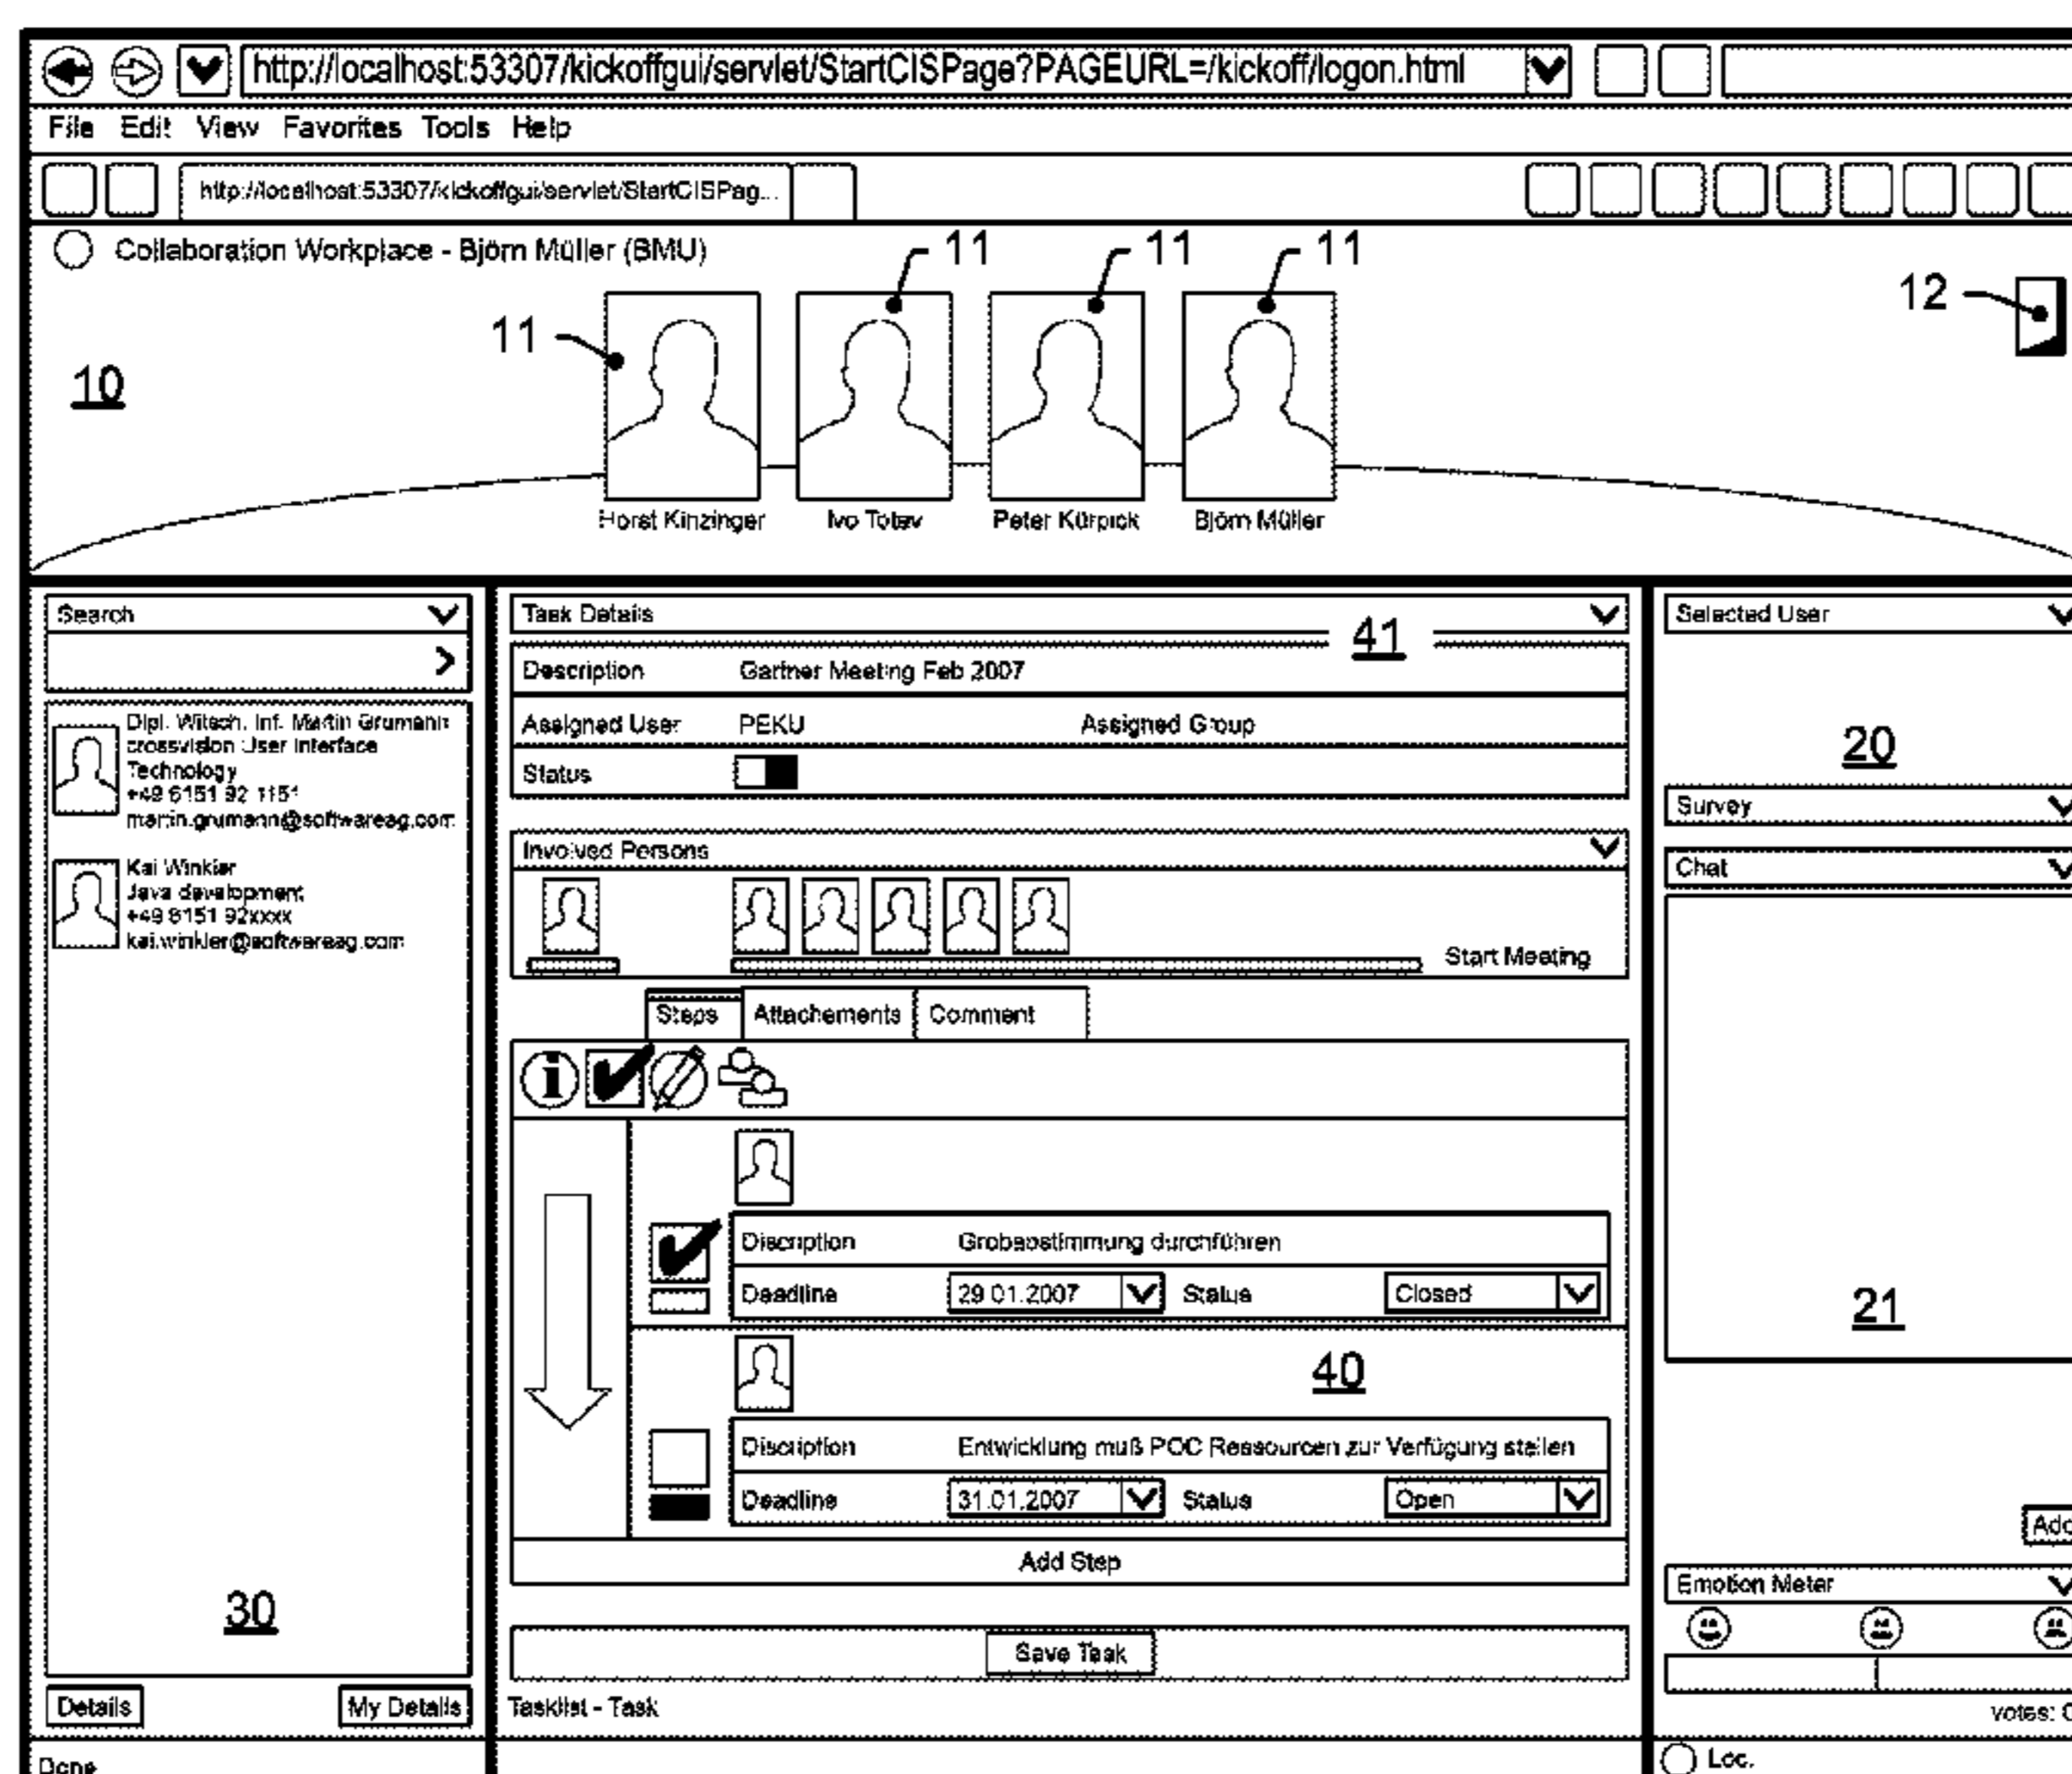 http://localhost:53307/kickoffgui/servlet/StartCISPage?PAGEURL=/kickoff/logon.html
File Edit View Favorites Tools Help
http://localhost:53307/kickoffgui/servlet/StartCISPag...
Collaboration Workplace - Björn Müller (BMU)
11 11 11
12
11
10
Horst Kinzinger Ivo Totev Peter Kürpick Björn Müller
Search
Dipl. Witsch. Inf. Martin Grumann
crossvision User Interface
Technology
+49 6151 92 1151
martin.grumann@softwareag.com
Kai Winkler
Java development
+49 6151 92xxxx
kai.winkler@softwareag.com
30
Details My Details
Done
Task Details
41
Description Gartner Meeting Feb 2007
Assigned User PEKU Assigned Group
Status
Involved Persons
Start Meeting
Steps Attachements Comment
Discription Grobabstimmung durchführen
Deadline 29.01.2007 Status Closed
40
Discription Entwicklung muß POC Ressourcen zur Verfügung stellen
Deadline 31.01.2007 Status Open
Add Step
Save Task
Tasklist - Task
Selected User
20
Survey
Chat
21
Emotion Meter
votes:
Loc.